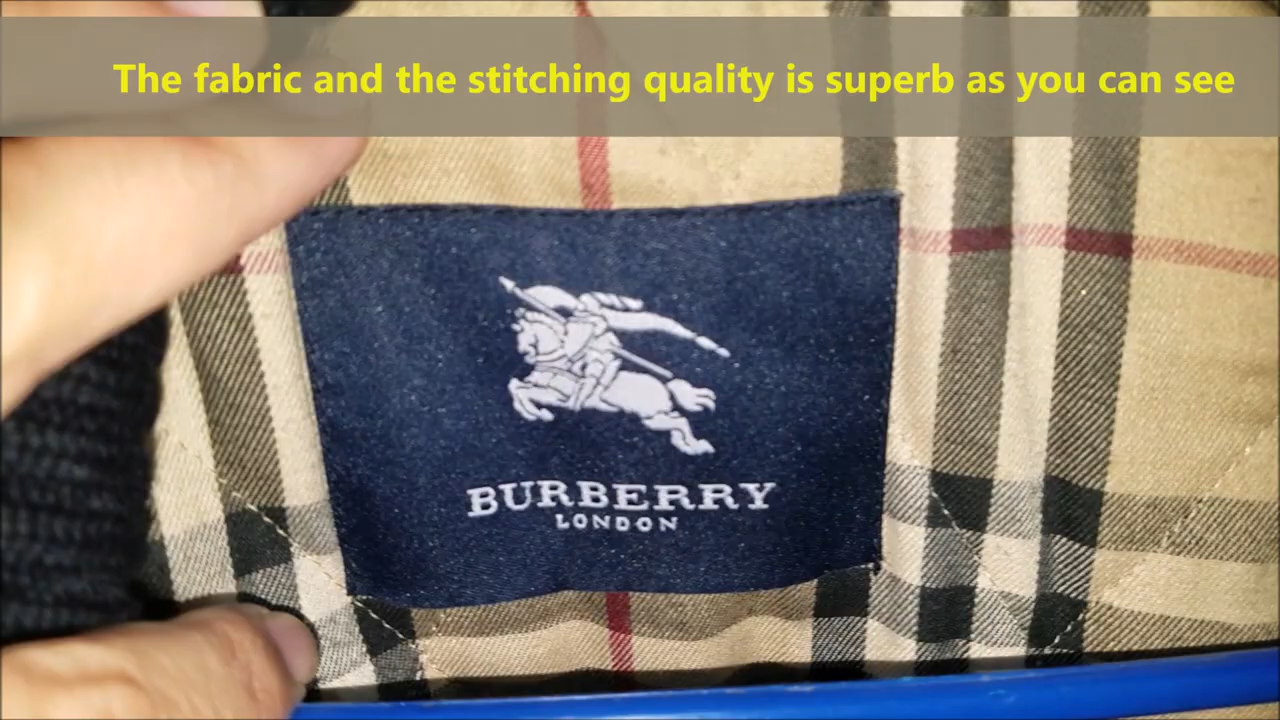 The fabric and the stitching quality is superb as you can see
BURBERRY
LONDON